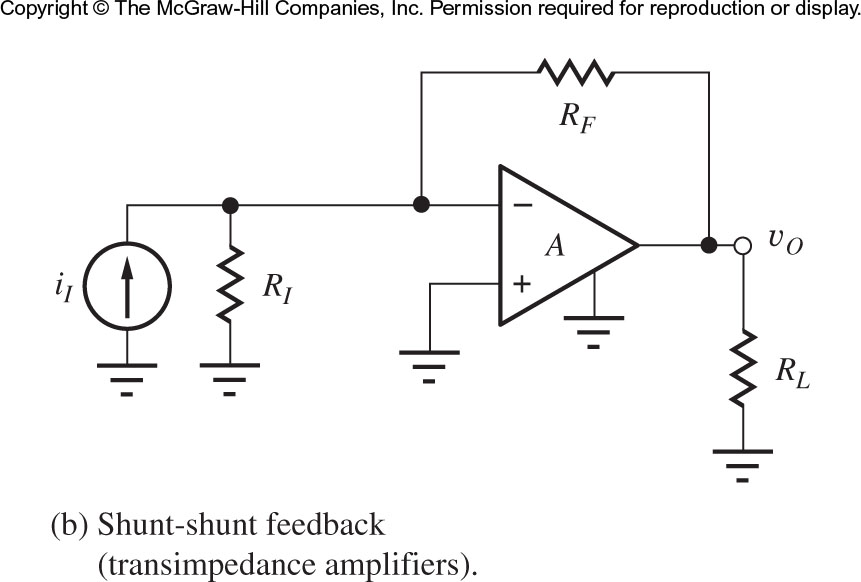 Copyright © The McGraw-Hill Companies, Inc. Permission required for reproduction or display.
R_F
−
A
v_O
i_I
R_I
+
R_L
(b) Shunt-shunt feedback
(transimpedance amplifiers).